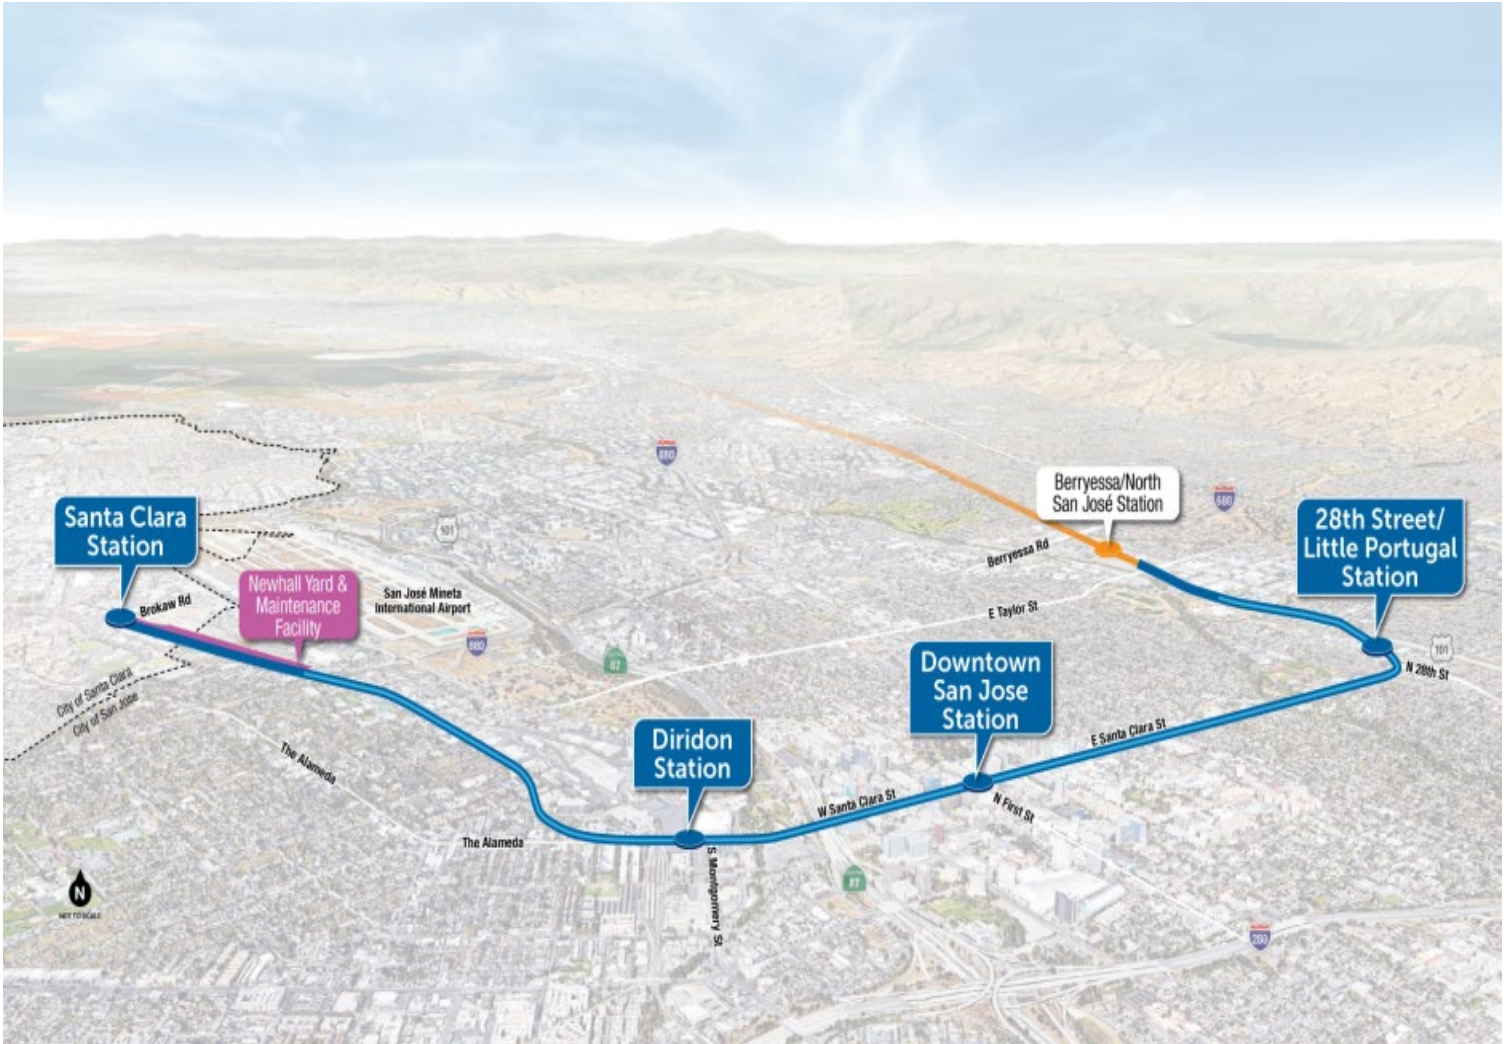 Berryessa/North
San José Station
880
680
28th Street/
Little Portugal
Station
Santa Clara
Station
101
Berryessa Rd
Newhall Yard &
Maintenance
Facility
San José Mineta
International Airport
Brokaw Rd
E Taylor St
880
87
101
N 28th St
Downtown
San Jose
Station
City of Santa Clara
City of San Jose
Diridon
Station
E Santa Clara St
The Alameda
W Santa Clara St
N First St
The Alameda
S Montgomery St
87
N
NOT TO SCALE
280